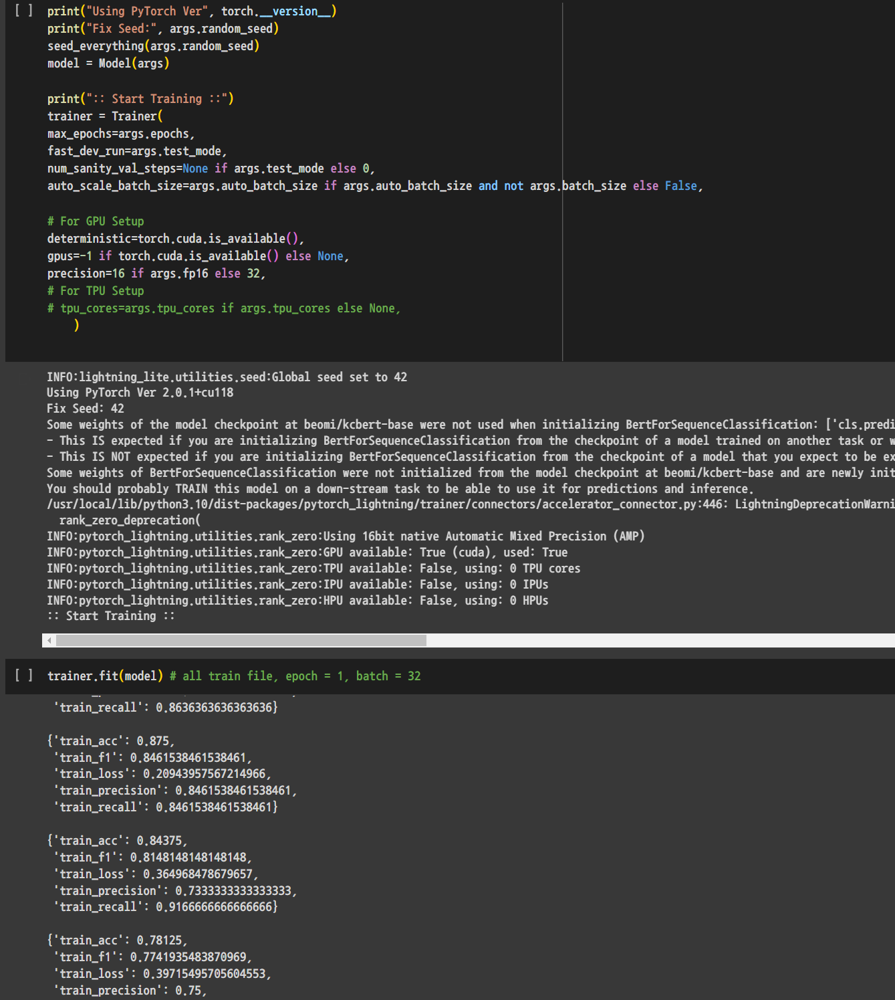 [ ] print("Using PyTorch Ver", torch.__version__)
print("Fix Seed:", args.random_seed)
seed_everything(args.random_seed)
model = Model(args)
print(":: Start Training ::")
trainer = Trainer(
max_epochs=args.epochs,
fast_dev_run=args.test_mode,
num_sanity_val_steps=None if args.test_mode else 0,
auto_scale_batch_size=args.auto_batch_size if args.auto_batch_size and not args.batch_size else False,
# For GPU Setup
deterministic=torch.cuda.is_available(),
gpus=-1 if torch.cuda.is_available() else None,
precision=16 if args.fp16 else 32,
# For TPU Setup
# tpu_cores=args.tpu_cores if args.tpu_cores else None,
)
INFO:lightning_lite.utilities.seed:Global seed set to 42
Using PyTorch Ver 2.0.1+cu118
Fix Seed: 42
Some weights of the model checkpoint at beomi/kcbert-base were not used when initializing BertForSequenceClassification: ['cls.predi
- This IS expected if you are initializing BertForSequenceClassification from the checkpoint of a model trained on another task or w
- This IS NOT expected if you are initializing BertForSequenceClassification from the checkpoint of a model that you expect to be ex
Some weights of BertForSequenceClassification were not initialized from the model checkpoint at beomi/kcbert-base and are newly init
You should probably TRAIN this model on a down-stream task to be able to use it for predictions and inference.
/usr/local/lib/python3.10/dist-packages/pytorch_lightning/trainer/connectors/accelerator_connector.py:446: LightningDeprecationWarni
rank_zero_deprecation(
INFO:pytorch_lightning.utilities.rank_zero:Using 16bit native Automatic Mixed Precision (AMP)
INFO:pytorch_lightning.utilities.rank_zero:GPU available: True (cuda), used: True
INFO:pytorch_lightning.utilities.rank_zero:TPU available: False, using: 0 TPU cores
INFO:pytorch_lightning.utilities.rank_zero:IPU available: False, using: 0 IPUs
INFO:pytorch_lightning.utilities.rank_zero:HPU available: False, using: 0 HPUs
:: Start Training ::
[ ] trainer.fit(model) # all train file, epoch = 1, batch = 32
'train_recall': 0.8636363636363636}
{'train_acc': 0.875,
'train_f1': 0.8461538461538461,
'train_loss': 0.20943957567214966,
'train_precision': 0.8461538461538461,
'train_recall': 0.8461538461538461}
{'train_acc': 0.84375,
'train_f1': 0.8148148148148148,
'train_loss': 0.364968478679657,
'train_precision': 0.7333333333333333,
'train_recall': 0.9166666666666666}
{'train_acc': 0.78125,
'train_f1': 0.7741935483870969,
'train_loss': 0.39715495705604553,
'train_precision': 0.75,